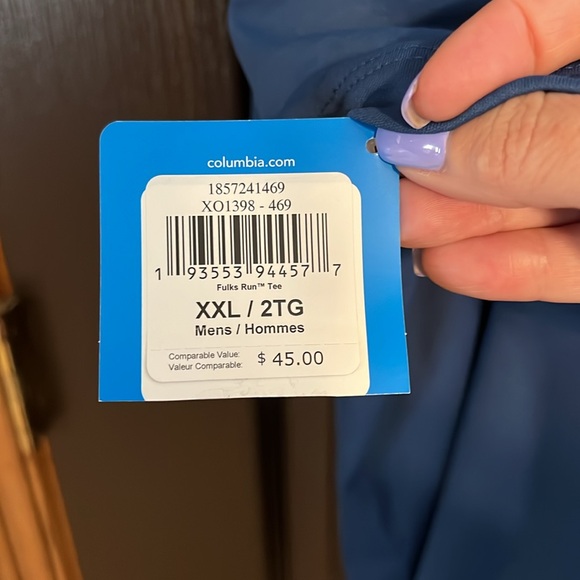 columbia.com
1857241469
XO1398 - 469
1 93553 94457 7
Fulks Run™ Tee
XXL / 2TG
Mens / Hommes
Comparable Value:
Valeur Comparable: $ 45.00